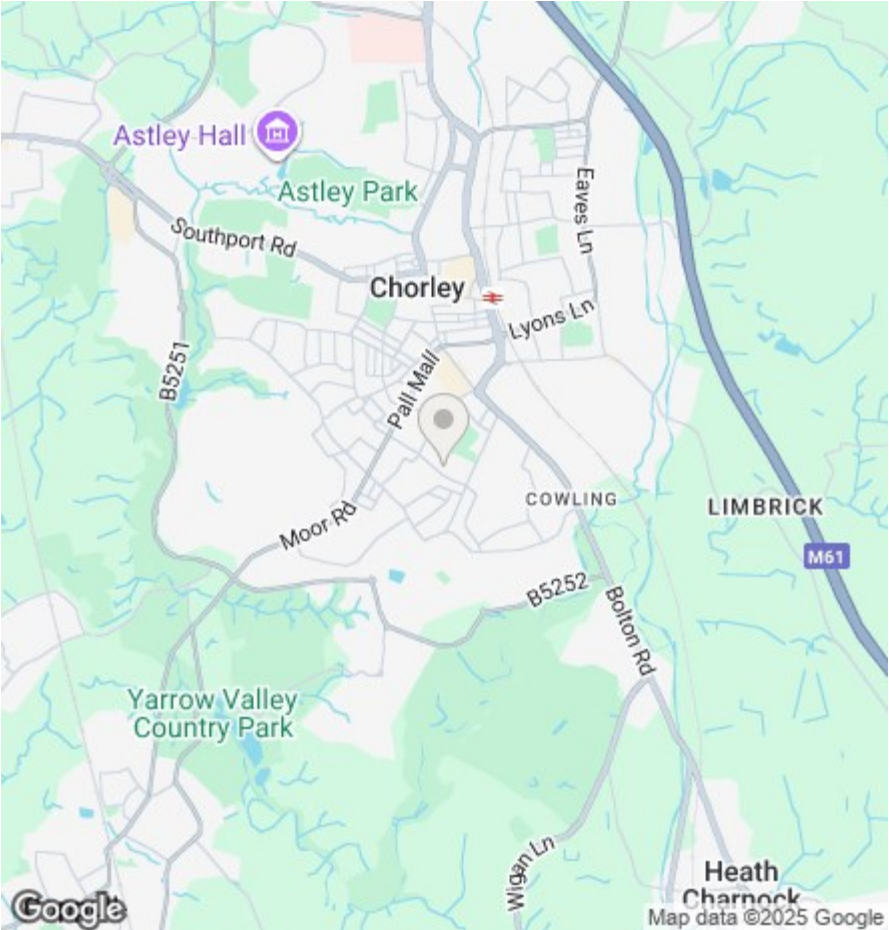 Astley Hall
Astley Park
Southport Rd
Eaves Ln
Chorley
Lyons Ln
B5251
Pall Mall
COWLING
LIMBRICK
Moor Rd
M61
B5252
Bolton Rd
Yarrow Valley
Country Park
Wigan Ln
Heath
Charnock
Google
Map data ©2025 Google